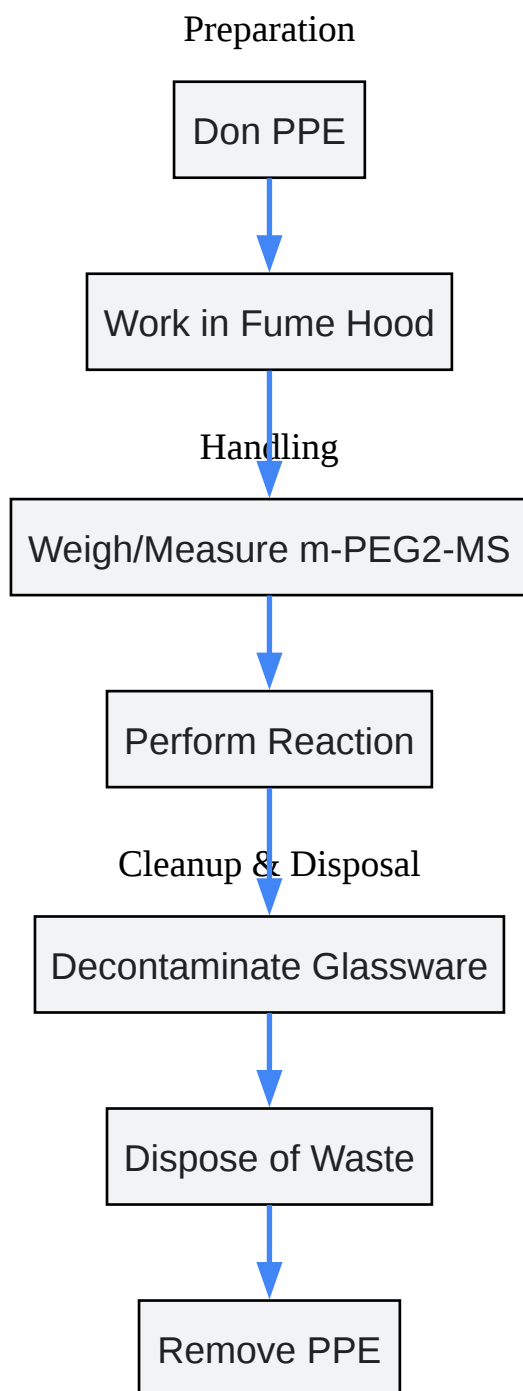 Preparation
Don PPE
Work in Fume Hood
Handling
Weigh/Measure m-PEG2-MS
Perform Reaction
Cleanup & Disposal
Decontaminate Glassware
Dispose of Waste
Remove PPE